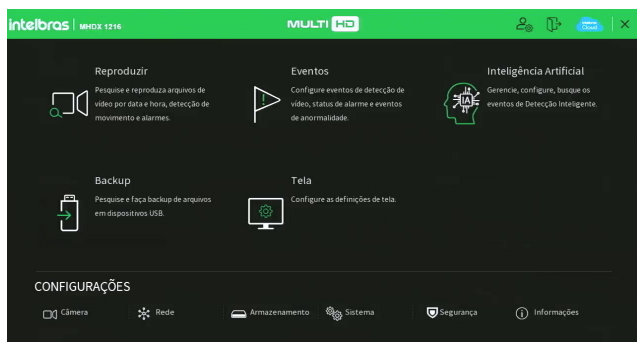 intelbras | MHDX 1216
MULTI HD
Cloud
Reproduzir
Pesquise e reproduza arquivos de
vídeo por data e hora, detecção de
movimento e alarmes.
Eventos
Configure eventos de detecção de
vídeo, status de alarme e eventos
de anormalidade.
Inteligência Artificial
IA
Gerencie, configure, busque os
eventos de Detecção Inteligente.
Backup
Pesquise e faça backup de arquivos
em dispositivos USB.
Tela
Configure as definições de tela.
CONFIGURAÇÕES
Câmera
Rede
Armazenamento
Sistema
Segurança
Informações